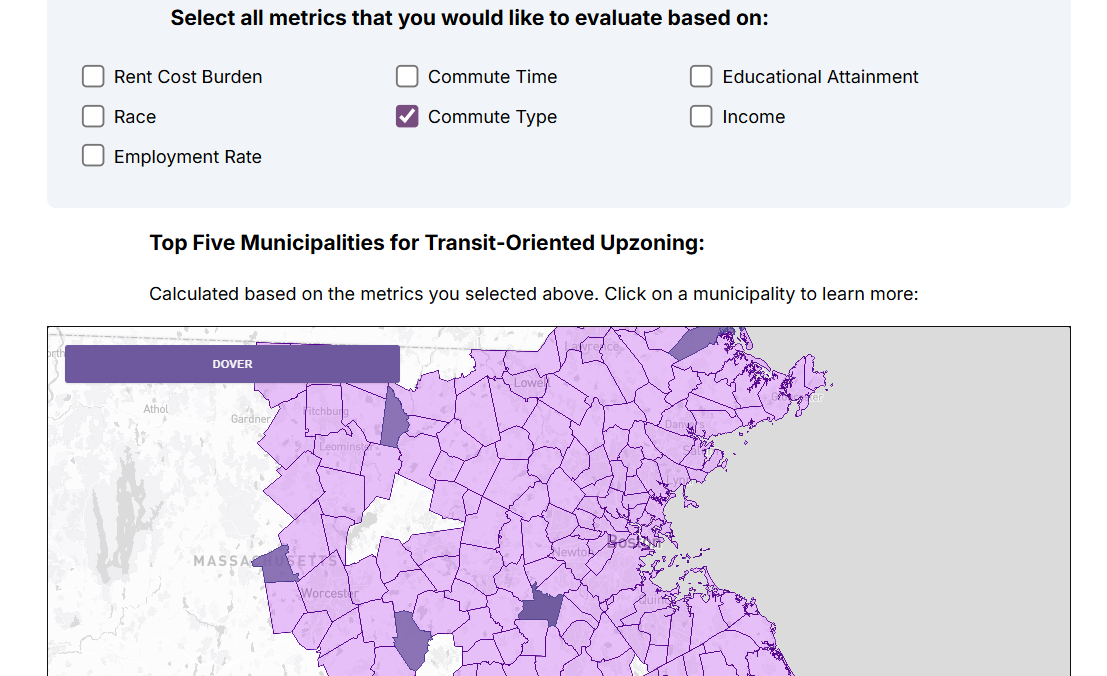 Select all metrics that you would like to evaluate based on:
Rent Cost Burden
Commute Time
Educational Attainment
Race
Commute Type
Income
Employment Rate
Top Five Municipalities for Transit-Oriented Upzoning:
Calculated based on the metrics you selected above. Click on a municipality to learn more:
DOVER
Lawrence
Lowell
Athol
Gardner
Fitchburg
Leominster
Boston
Newton
MASSACHUSETTS
Worcester